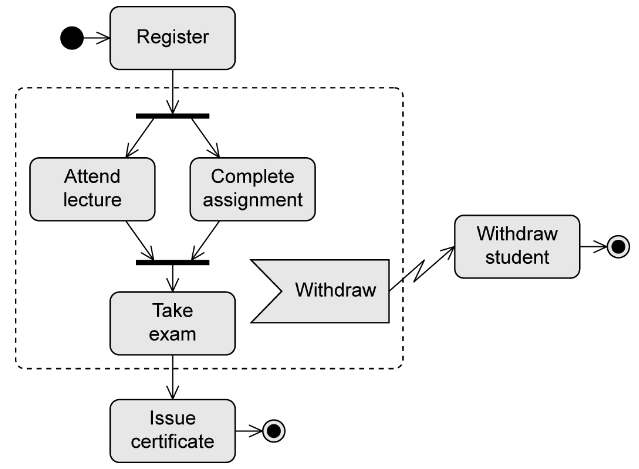 Register
Attend
lecture
Complete
assignment
Withdraw
student
Withdraw
Take
exam
Issue
certificate